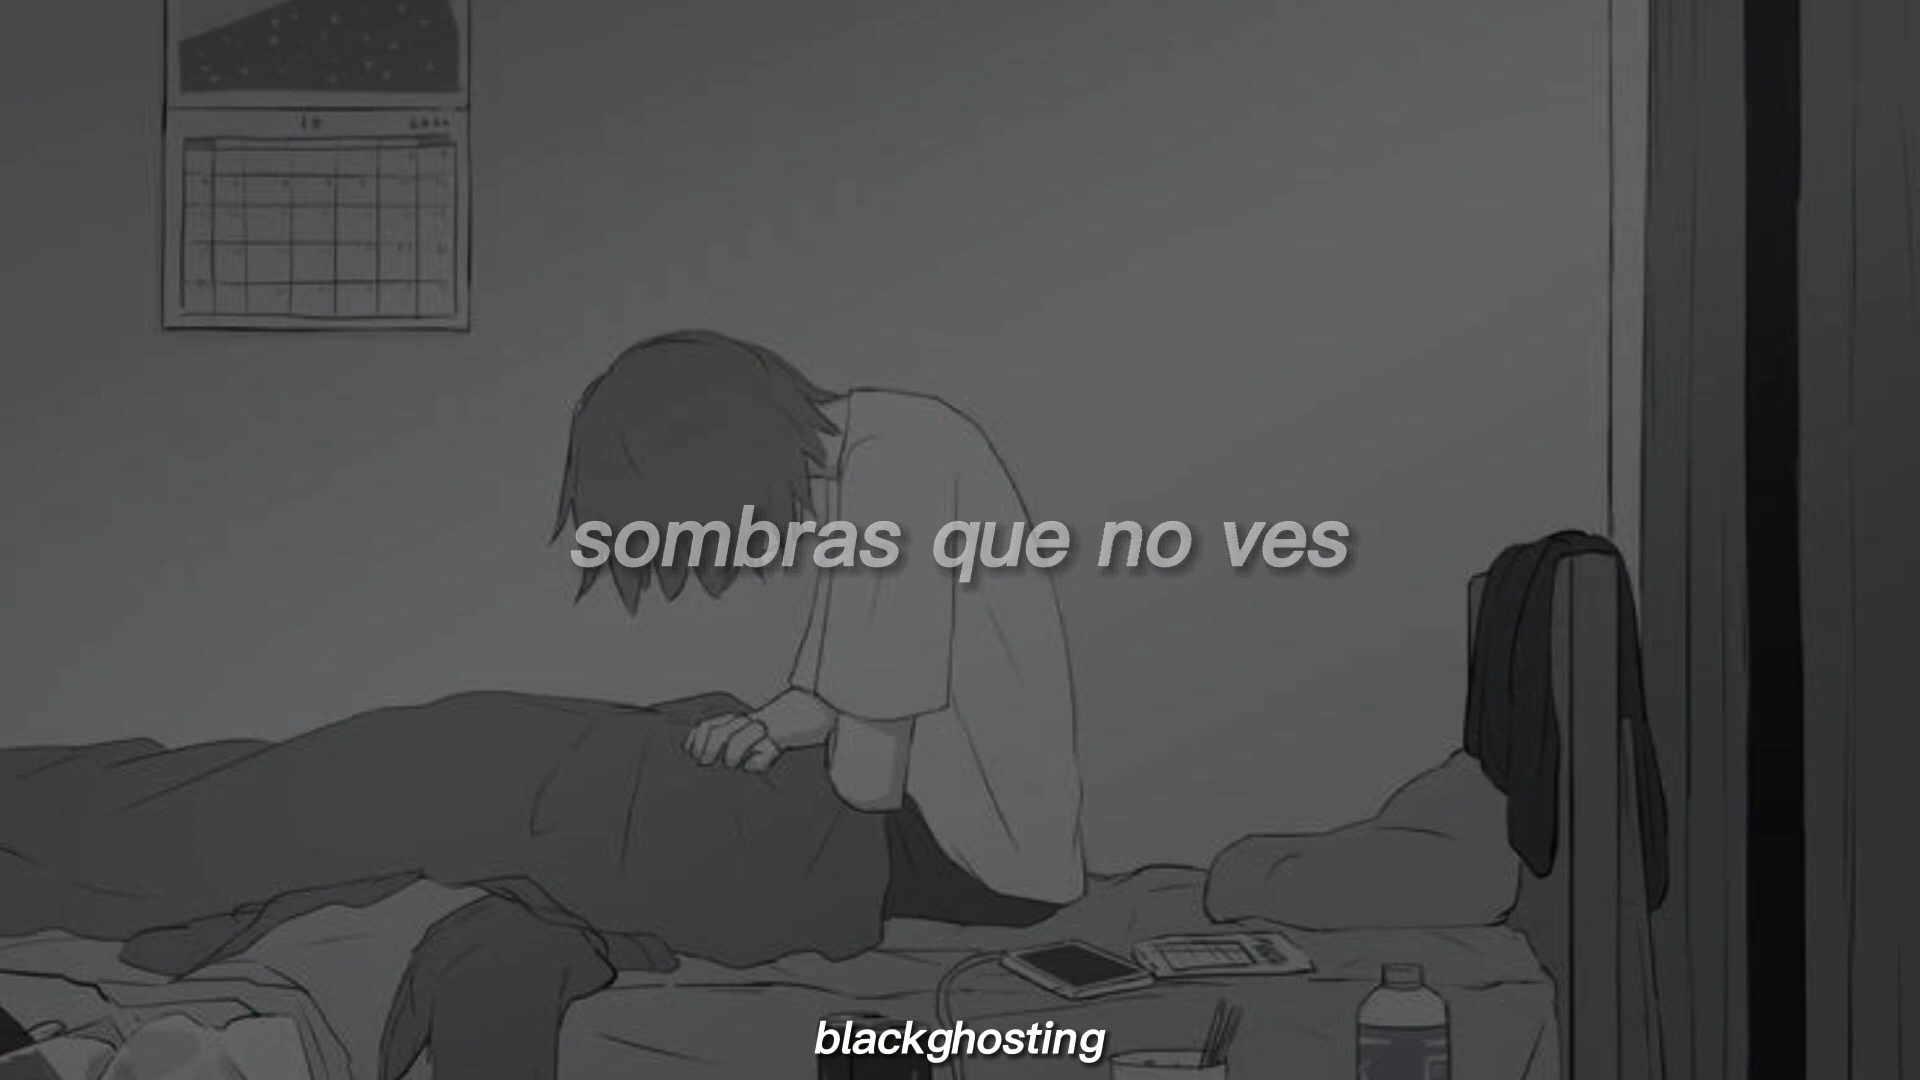 sombras que no ves
blackghosting